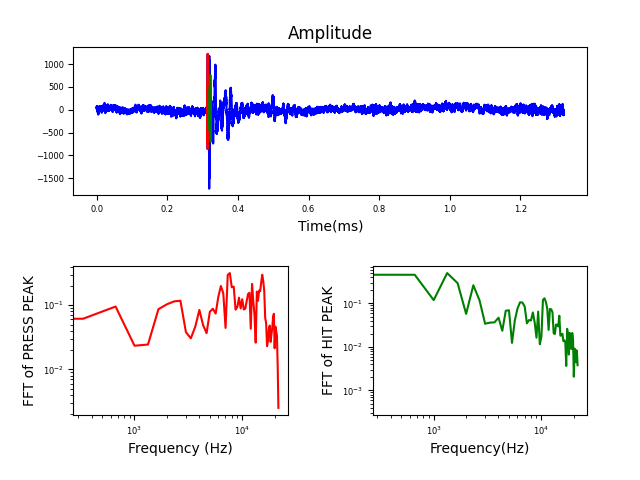 Amplitude
1000
500
0
−500
−1000
−1500
0.0 0.2 0.4 0.6 0.8 1.0 1.2
Time(ms)
FFT of PRESS PEAK
10⁻¹
10⁻²
10³ 10⁴
Frequency (Hz)
FFT of HIT PEAK
10⁻¹
10⁻²
10⁻³
10³ 10⁴
Frequency(Hz)